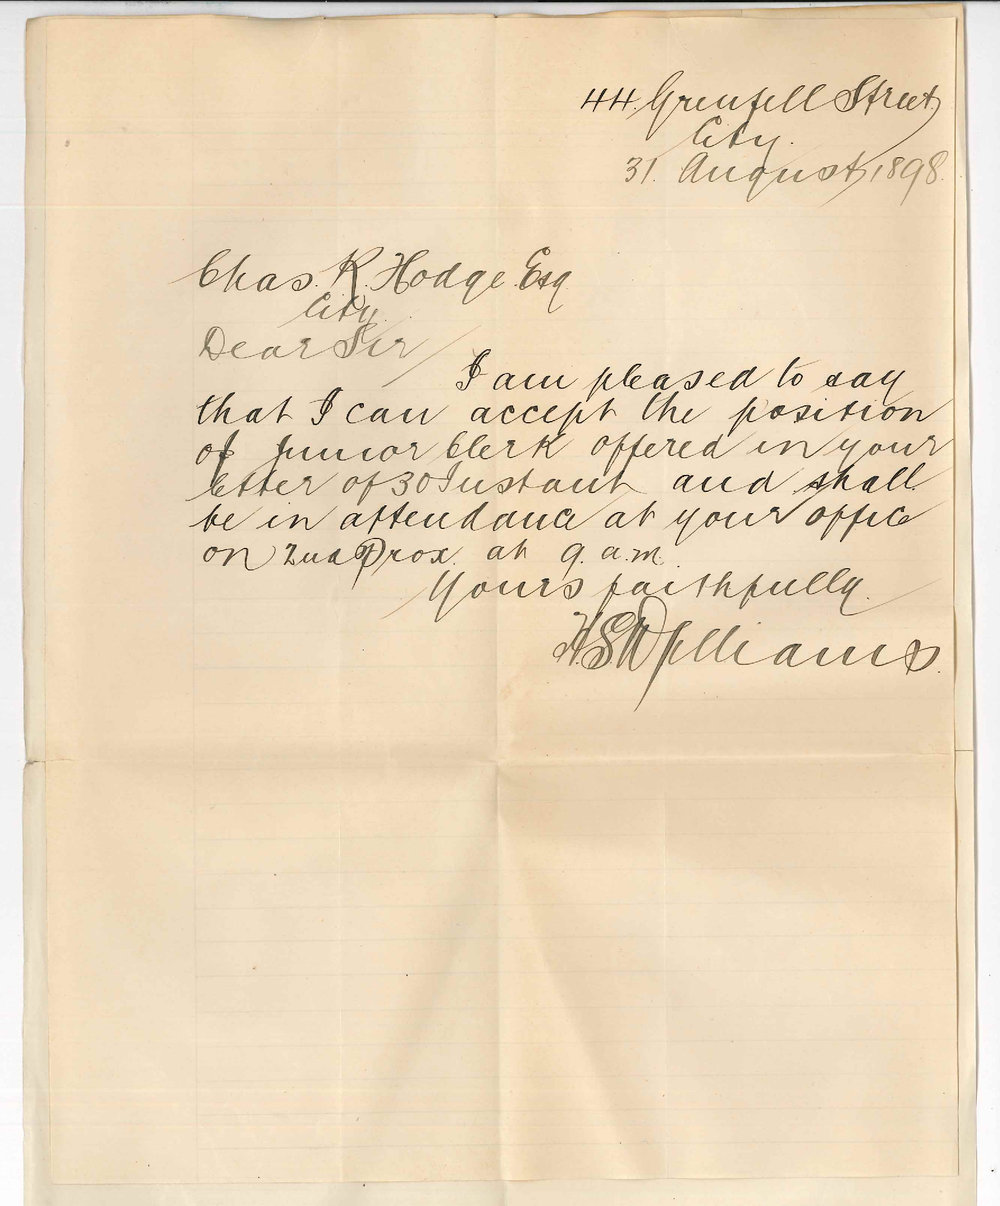 44. Grenfell Street,
City.
31. August, 1898.
Chas. R. Hodge. Esq
City.
Dear Sir
I am pleased to say
that I can accept the position
of Junior Clerk offered in your
letter of 30 Instant and shall
be in attendance at your office
on 2nd Prox. at 9. a.m.
Yours faithfully.
H.S. Williams.